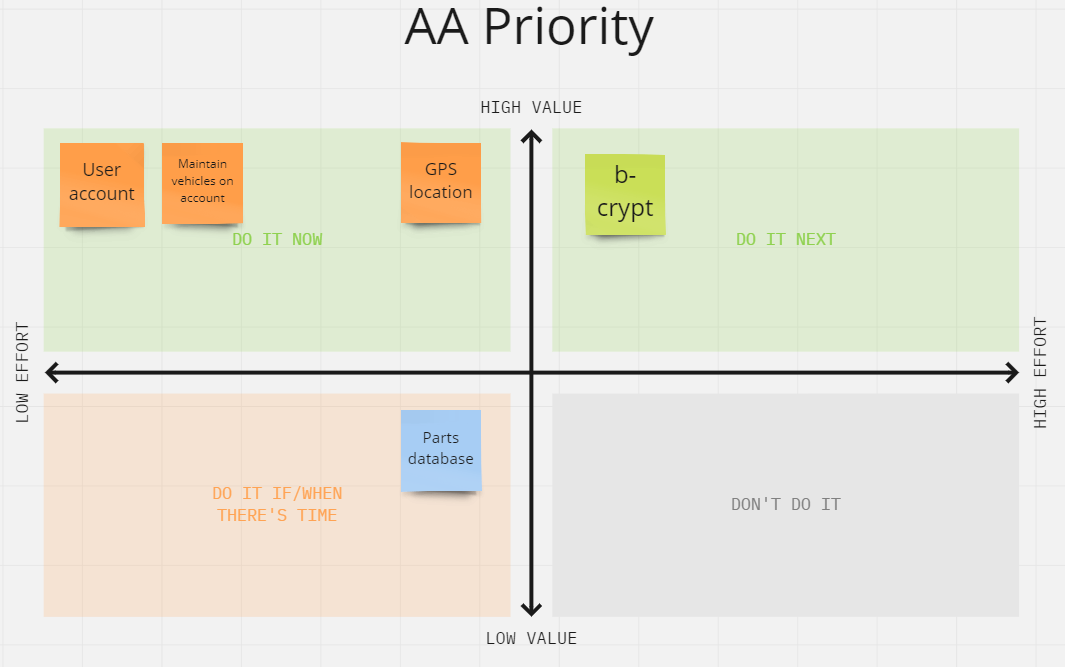 AA Priority
HIGH VALUE
User
account
Maintain
vehicles on
account
GPS
location
b-
crypt
DO IT NOW
DO IT NEXT
LOW EFFORT
HIGH EFFORT
Parts
database
DO IT IF/WHEN
THERE'S TIME
DON'T DO IT
LOW VALUE